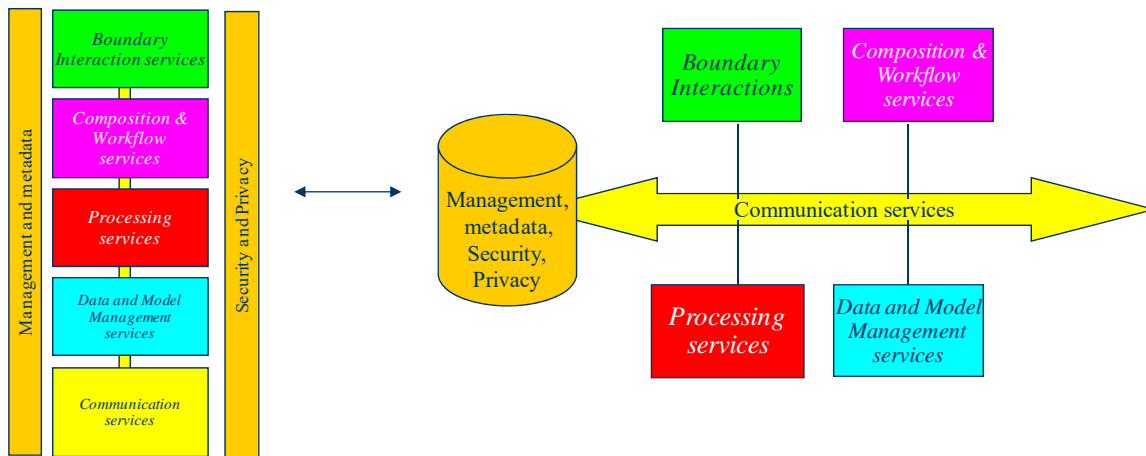 Management and metadata
Boundary
Interaction services
Composition &
Workflow
services
Processing
services
Data and Model
Management
services
Communication
services
Security and Privacy
Management,
metadata,
Security,
Privacy
Boundary
Interactions
Composition &
Workflow
services
Communication services
Processing
services
Data and Model
Management
services